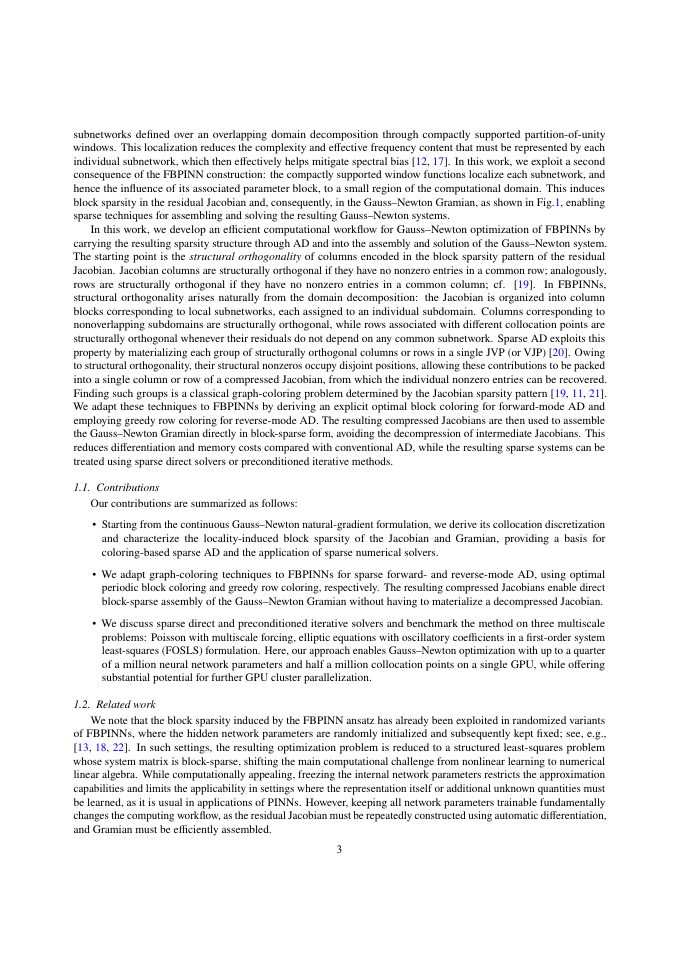 subnetworks defined over an overlapping domain decomposition through compactly supported partition-of-unity
windows. This localization reduces the complexity and effective frequency content that must be represented by each
individual subnetwork, which then effectively helps mitigate spectral bias [12, 17]. In this work, we exploit a second
consequence of the FBPINN construction: the compactly supported window functions localize each subnetwork, and
hence the influence of its associated parameter block, to a small region of the computational domain. This induces
block sparsity in the residual Jacobian and, consequently, in the Gauss–Newton Gramian, as shown in Fig.1, enabling
sparse techniques for assembling and solving the resulting Gauss–Newton systems.
In this work, we develop an efficient computational workflow for Gauss–Newton optimization of FBPINNs by
carrying the resulting sparsity structure through AD and into the assembly and solution of the Gauss–Newton system.
The starting point is the structural orthogonality of columns encoded in the block sparsity pattern of the residual
Jacobian. Jacobian columns are structurally orthogonal if they have no nonzero entries in a common row; analogously,
rows are structurally orthogonal if they have no nonzero entries in a common column; cf. [19]. In FBPINNs,
structural orthogonality arises naturally from the domain decomposition: the Jacobian is organized into column
blocks corresponding to local subnetworks, each assigned to an individual subdomain. Columns corresponding to
nonoverlapping subdomains are structurally orthogonal, while rows associated with different collocation points are
structurally orthogonal whenever their residuals do not depend on any common subnetwork. Sparse AD exploits this
property by materializing each group of structurally orthogonal columns or rows in a single JVP (or VJP) [20]. Owing
to structural orthogonality, their structural nonzeros occupy disjoint positions, allowing these contributions to be packed
into a single column or row of a compressed Jacobian, from which the individual nonzero entries can be recovered.
Finding such groups is a classical graph-coloring problem determined by the Jacobian sparsity pattern [19, 11, 21].
We adapt these techniques to FBPINNs by deriving an explicit optimal block coloring for forward-mode AD and
employing greedy row coloring for reverse-mode AD. The resulting compressed Jacobians are then used to assemble
the Gauss–Newton Gramian directly in block-sparse form, avoiding the decompression of intermediate Jacobians. This
reduces differentiation and memory costs compared with conventional AD, while the resulting sparse systems can be
treated using sparse direct solvers or preconditioned iterative methods.
1.1. Contributions
Our contributions are summarized as follows:
• Starting from the continuous Gauss–Newton natural-gradient formulation, we derive its collocation discretization
and characterize the locality-induced block sparsity of the Jacobian and Gramian, providing a basis for
coloring-based sparse AD and the application of sparse numerical solvers.
• We adapt graph-coloring techniques to FBPINNs for sparse forward- and reverse-mode AD, using optimal
periodic block coloring and greedy row coloring, respectively. The resulting compressed Jacobians enable direct
block-sparse assembly of the Gauss–Newton Gramian without having to materialize a decompressed Jacobian.
• We discuss sparse direct and preconditioned iterative solvers and benchmark the method on three multiscale
problems: Poisson with multiscale forcing, elliptic equations with oscillatory coefficients in a first-order system
least-squares (FOSLS) formulation. Here, our approach enables Gauss–Newton optimization with up to a quarter
of a million neural network parameters and half a million collocation points on a single GPU, while offering
substantial potential for further GPU cluster parallelization.
1.2. Related work
We note that the block sparsity induced by the FBPINN ansatz has already been exploited in randomized variants
of FBPINNs, where the hidden network parameters are randomly initialized and subsequently kept fixed; see, e.g.,
[13, 18, 22]. In such settings, the resulting optimization problem is reduced to a structured least-squares problem
whose system matrix is block-sparse, shifting the main computational challenge from nonlinear learning to numerical
linear algebra. While computationally appealing, freezing the internal network parameters restricts the approximation
capabilities and limits the applicability in settings where the representation itself or additional unknown quantities must
be learned, as it is usual in applications of PINNs. However, keeping all network parameters trainable fundamentally
changes the computing workflow, as the residual Jacobian must be repeatedly constructed using automatic differentiation,
and Gramian must be efficiently assembled.
3